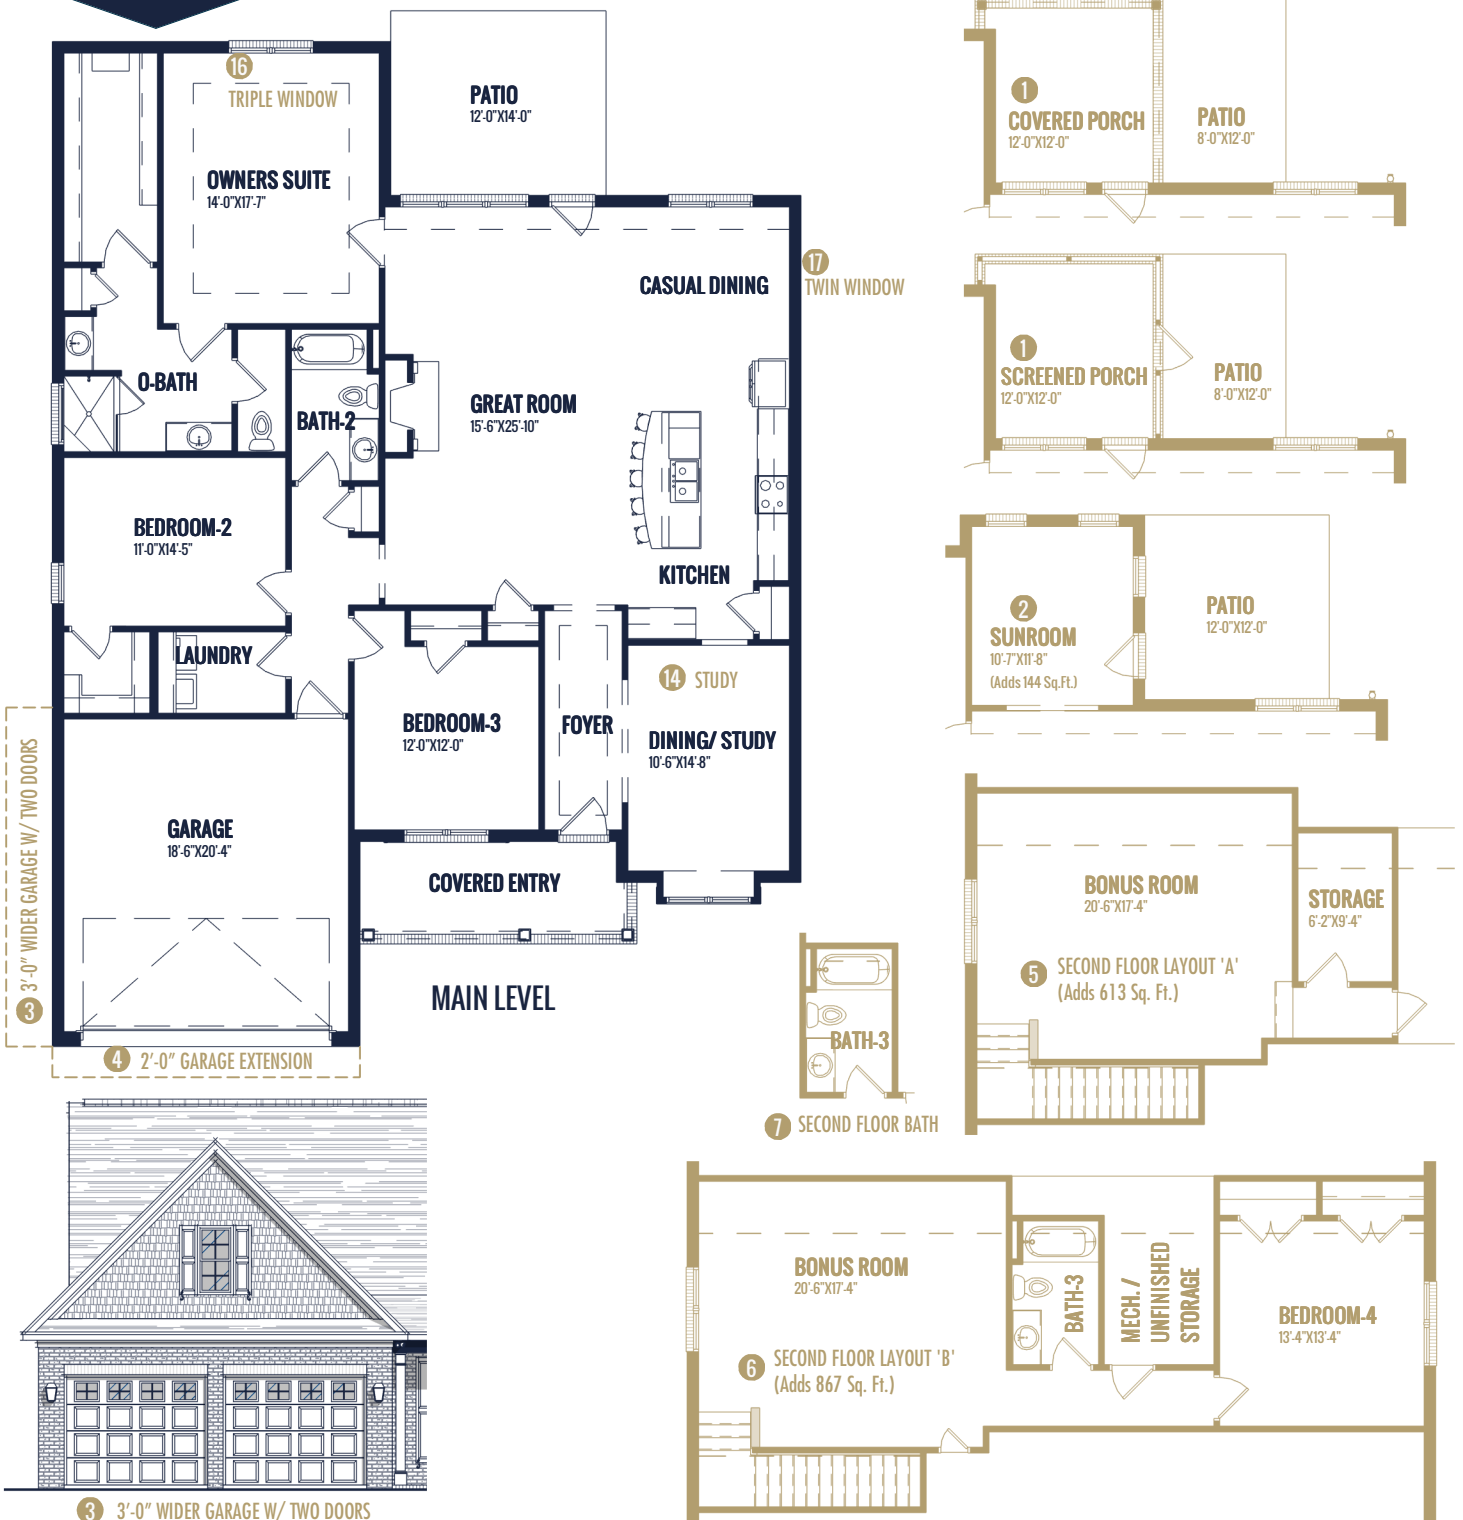 16
TRIPLE WINDOW
OWNERS SUITE
14'-0"X17'-7"
PATIO
12'-0"X14'-0"
CASUAL DINING
17
TWIN WINDOW
O-BATH
BATH-2
GREAT ROOM
15'-6"X25'-10"
BEDROOM-2
11'-0"X14'-5"
KITCHEN
LAUNDRY
14 STUDY
BEDROOM-3
12'-0"X12'-0"
FOYER
DINING/ STUDY
10'-6"X14'-8"
GARAGE
18'-6"X20'-4"
COVERED ENTRY
3 3'-0" WIDER GARAGE W/ TWO DOORS
MAIN LEVEL
4 2'-0" GARAGE EXTENSION
3 3'-0" WIDER GARAGE W/ TWO DOORS
1
COVERED PORCH
12'-0"X12'-0"
PATIO
8'-0"X12'-0"
1
SCREENED PORCH
12'-0"X12'-0"
PATIO
8'-0"X12'-0"
2
SUNROOM
10'-7"X11'-8"
(Adds 144 Sq.Ft.)
PATIO
12'-0"X12'-0"
BONUS ROOM
20'-6"X17'-4"
STORAGE
6'-2"X9'-4"
5 SECOND FLOOR LAYOUT 'A'
(Adds 613 Sq. Ft.)
BATH-3
7 SECOND FLOOR BATH
BONUS ROOM
20'-6"X17'-4"
6 SECOND FLOOR LAYOUT 'B'
(Adds 867 Sq. Ft.)
BATH-3
MECH. /
UNFINISHED
STORAGE
BEDROOM-4
13'-4"X13'-4"